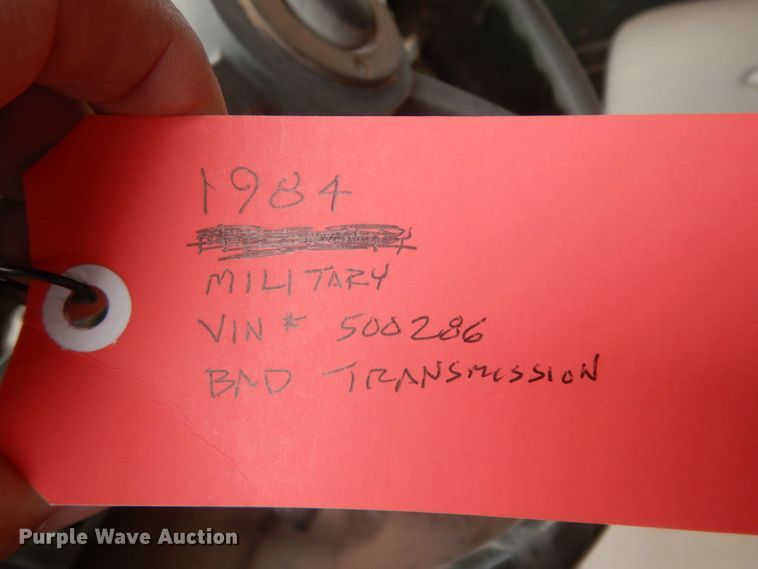 1984
MILITARY
VIN # 500286
BAD TRANSMISSION
Purple Wave Auction